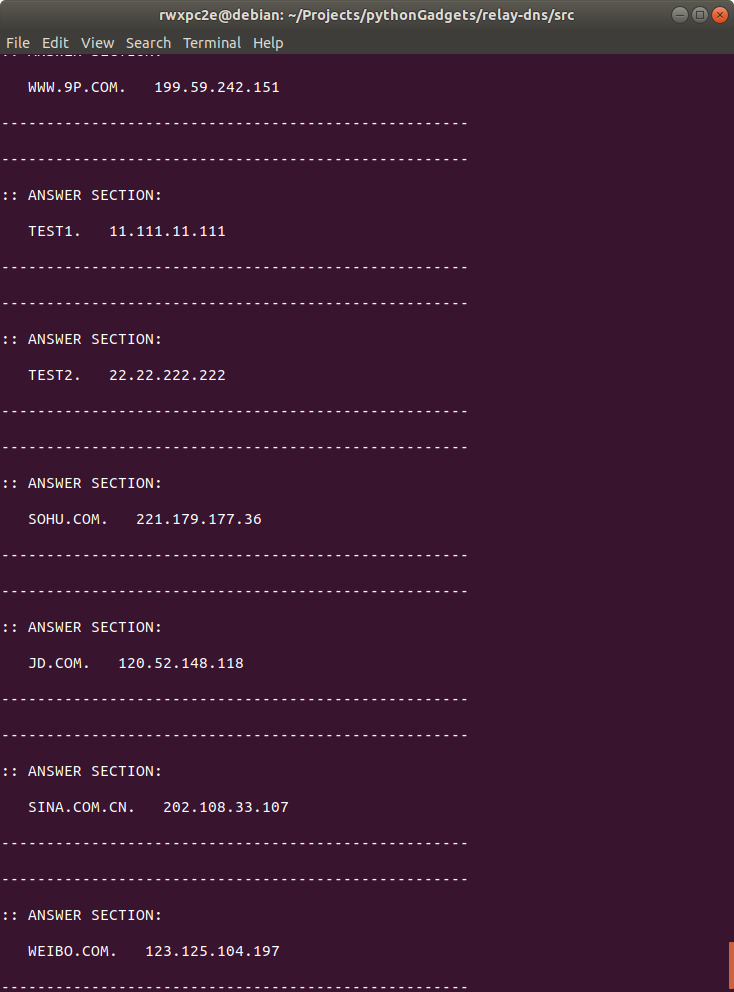 rwxpc2e@debian: ~/Projects/pythonGadgets/relay-dns/src
File Edit View Search Terminal Help
:: ANSWER SECTION:
WWW.9P.COM. 199.59.242.151
----------------------------------------------------
----------------------------------------------------
:: ANSWER SECTION:
TEST1. 11.111.11.111
----------------------------------------------------
----------------------------------------------------
:: ANSWER SECTION:
TEST2. 22.22.222.222
----------------------------------------------------
----------------------------------------------------
:: ANSWER SECTION:
SOHU.COM. 221.179.177.36
----------------------------------------------------
----------------------------------------------------
:: ANSWER SECTION:
JD.COM. 120.52.148.118
----------------------------------------------------
----------------------------------------------------
:: ANSWER SECTION:
SINA.COM.CN. 202.108.33.107
----------------------------------------------------
----------------------------------------------------
:: ANSWER SECTION:
WEIBO.COM. 123.125.104.197
----------------------------------------------------